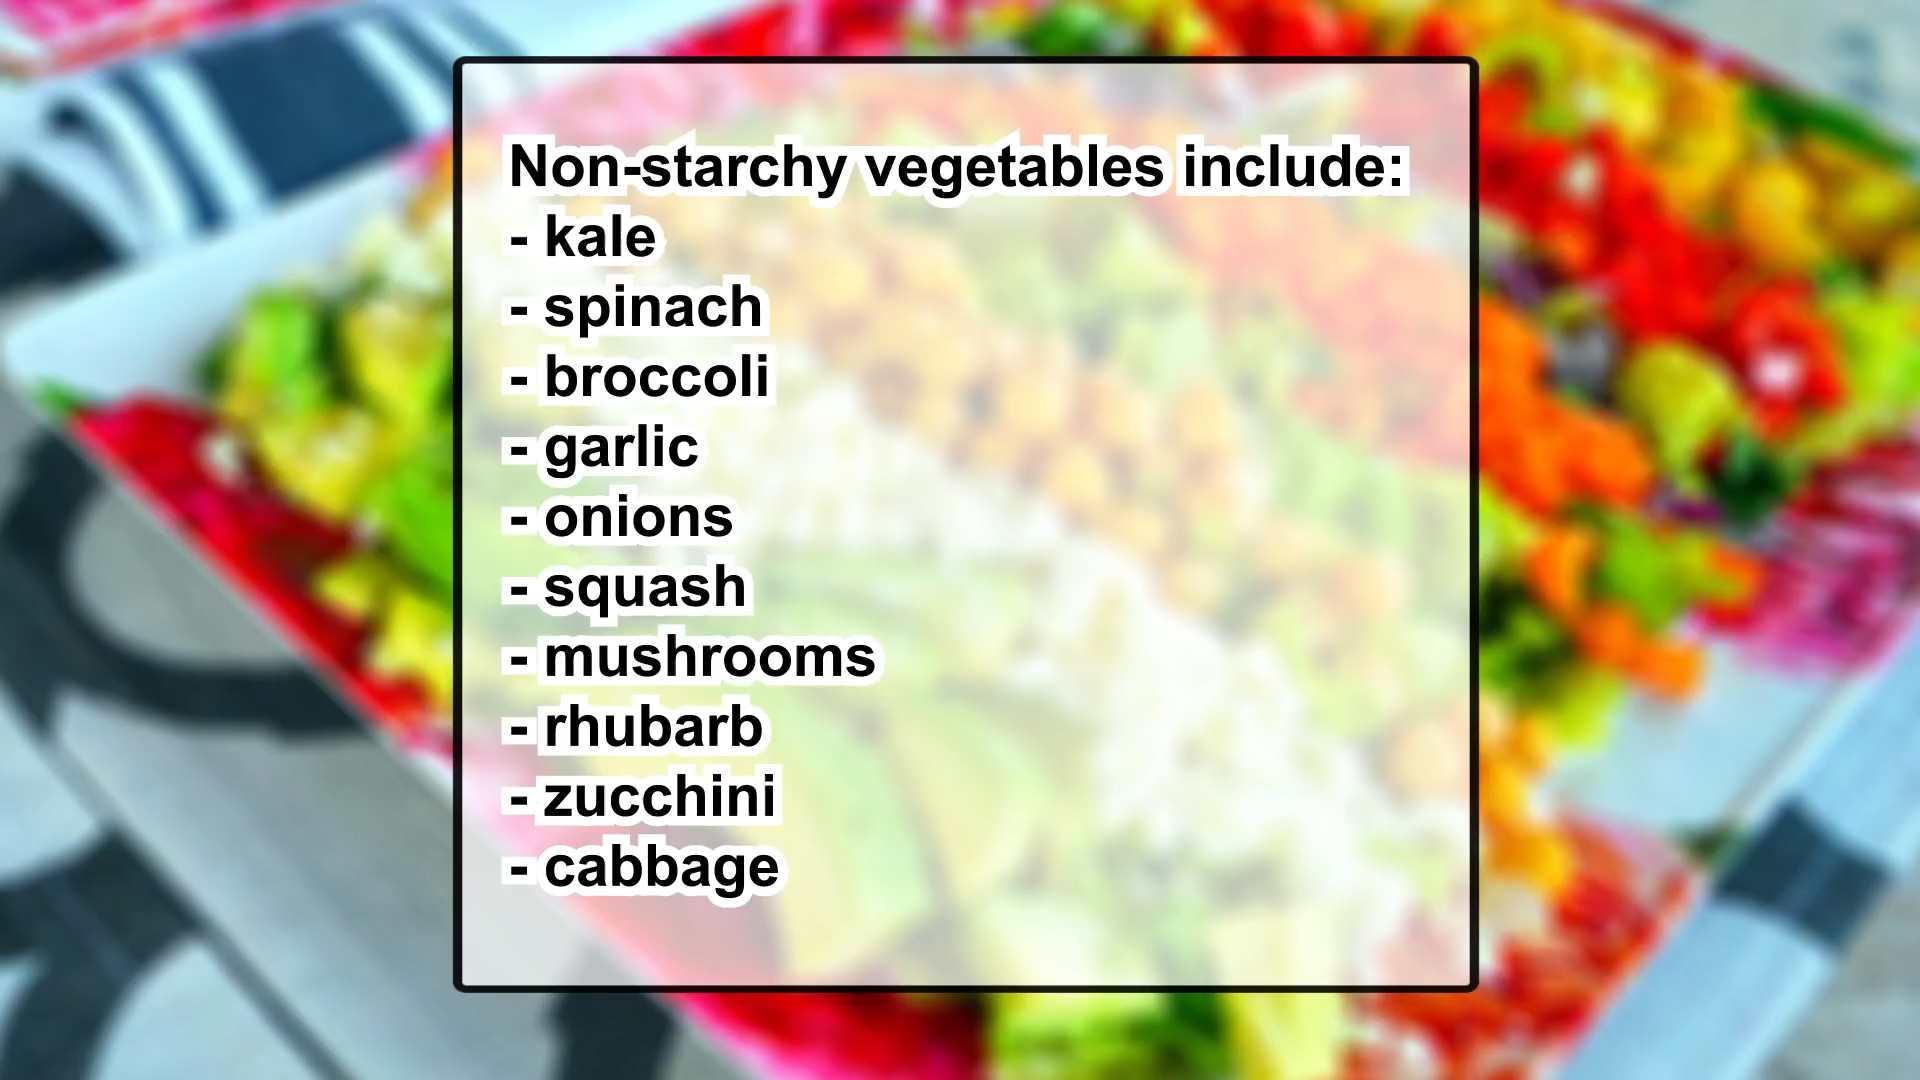 Non-starchy vegetables include:
- kale
- spinach
- broccoli
- garlic
- onions
- squash
- mushrooms
- rhubarb
- zucchini
- cabbage